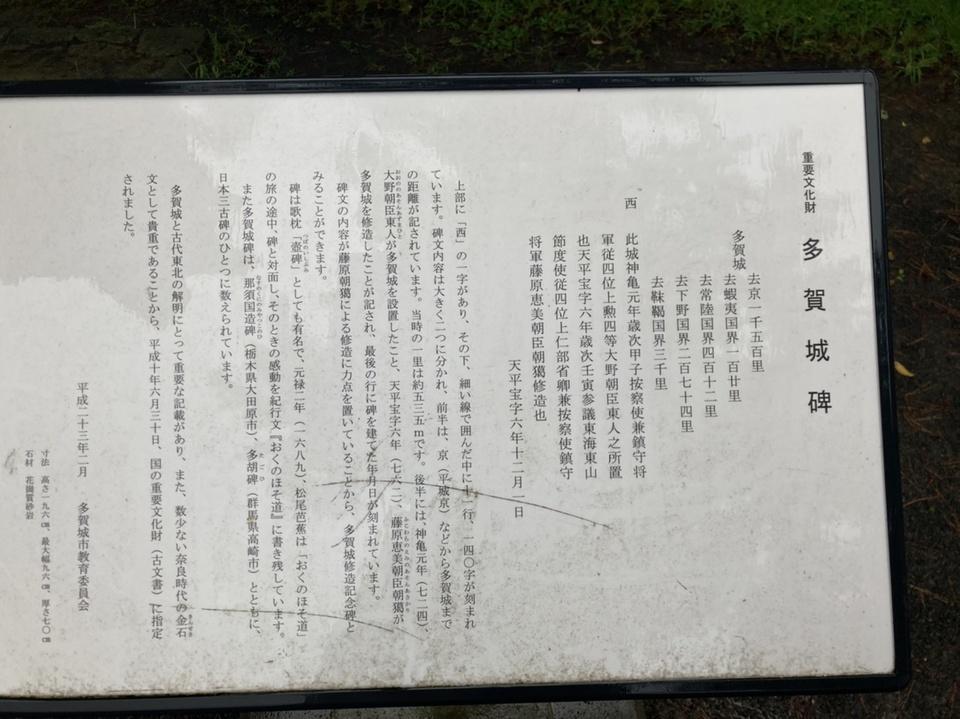 重要文化財 多賀城碑
多賀城
去京一千五百里
去蝦夷国界一百廿里
去常陸国界四百十二里
去下野国界二百七十四里
去靺鞨国界三千里
西
此城神亀元年歳次甲子按察使兼鎮守将
軍従四位上勲四等大野朝臣東人之所置
也天平宝字六年歳次壬寅参議東海東山
節度使従四位上仁部省卿兼按察使鎮守
将軍藤原恵美朝臣朝獦修造也
天平宝字六年十二月一日
上部に「西」の一字があり、その下、細い線で囲んだ中に十一行、一四〇字が刻まれ
ています。碑文内容は大きく二つに分かれ、前半は、京（平城京）などから多賀城まで
の距離が記されています。当時の一里は約五三五ｍです。後半には、神亀元年（七二四）、
大野朝臣東人が多賀城を設置したこと、天平宝字六年（七六二）、藤原恵美朝臣朝獦が
多賀城を修造したことが記され、最後の行に碑を建てた年月日が刻まれています。
碑文の内容が藤原朝獦による修造に力点を置いていることから、多賀城修造記念碑と
みることができます。
碑は歌枕「壺碑」としても有名で、元禄二年（一六八九）、松尾芭蕉は「おくのほそ道」
の旅の途中、碑と対面し、そのときの感動を紀行文『おくのほそ道』に書き残しています。
また多賀城碑は、那須国造碑（栃木県大田原市）、多胡碑（群馬県高崎市）とともに、
日本三古碑のひとつに数えられています。
多賀城と古代東北の解明にとって重要な記載があり、また、数少ない奈良時代の金石
文として貴重であることから、平成十年六月三十日、国の重要文化財（古文書）に指定
されました。
平成二十三年二月 多賀城市教育委員会
寸法 高さ一九六㎝、最大幅九六㎝、厚さ七〇㎝
石材 花崗質砂岩